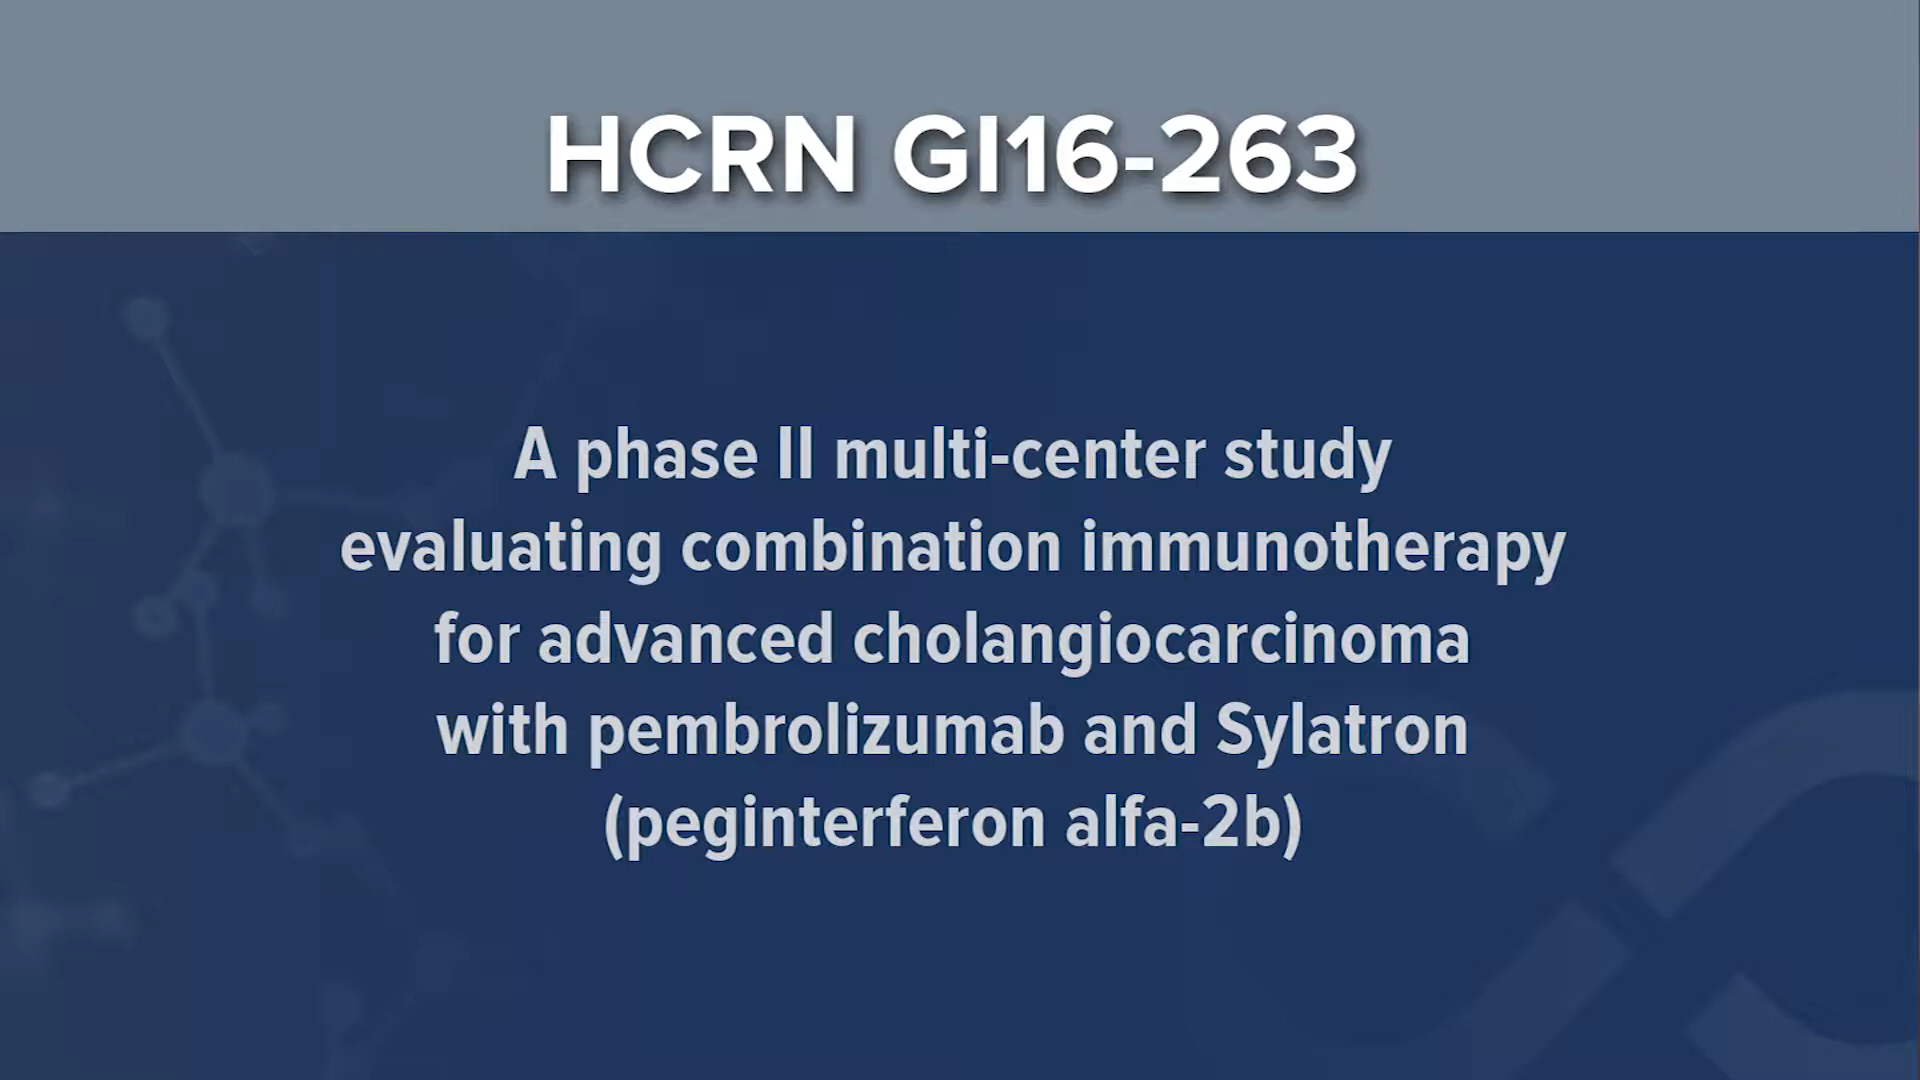 HCRN GI16-263
A phase II multi-center study
evaluating combination immunotherapy
for advanced cholangiocarcinoma
with pembrolizumab and Sylatron
(peginterferon alfa-2b)